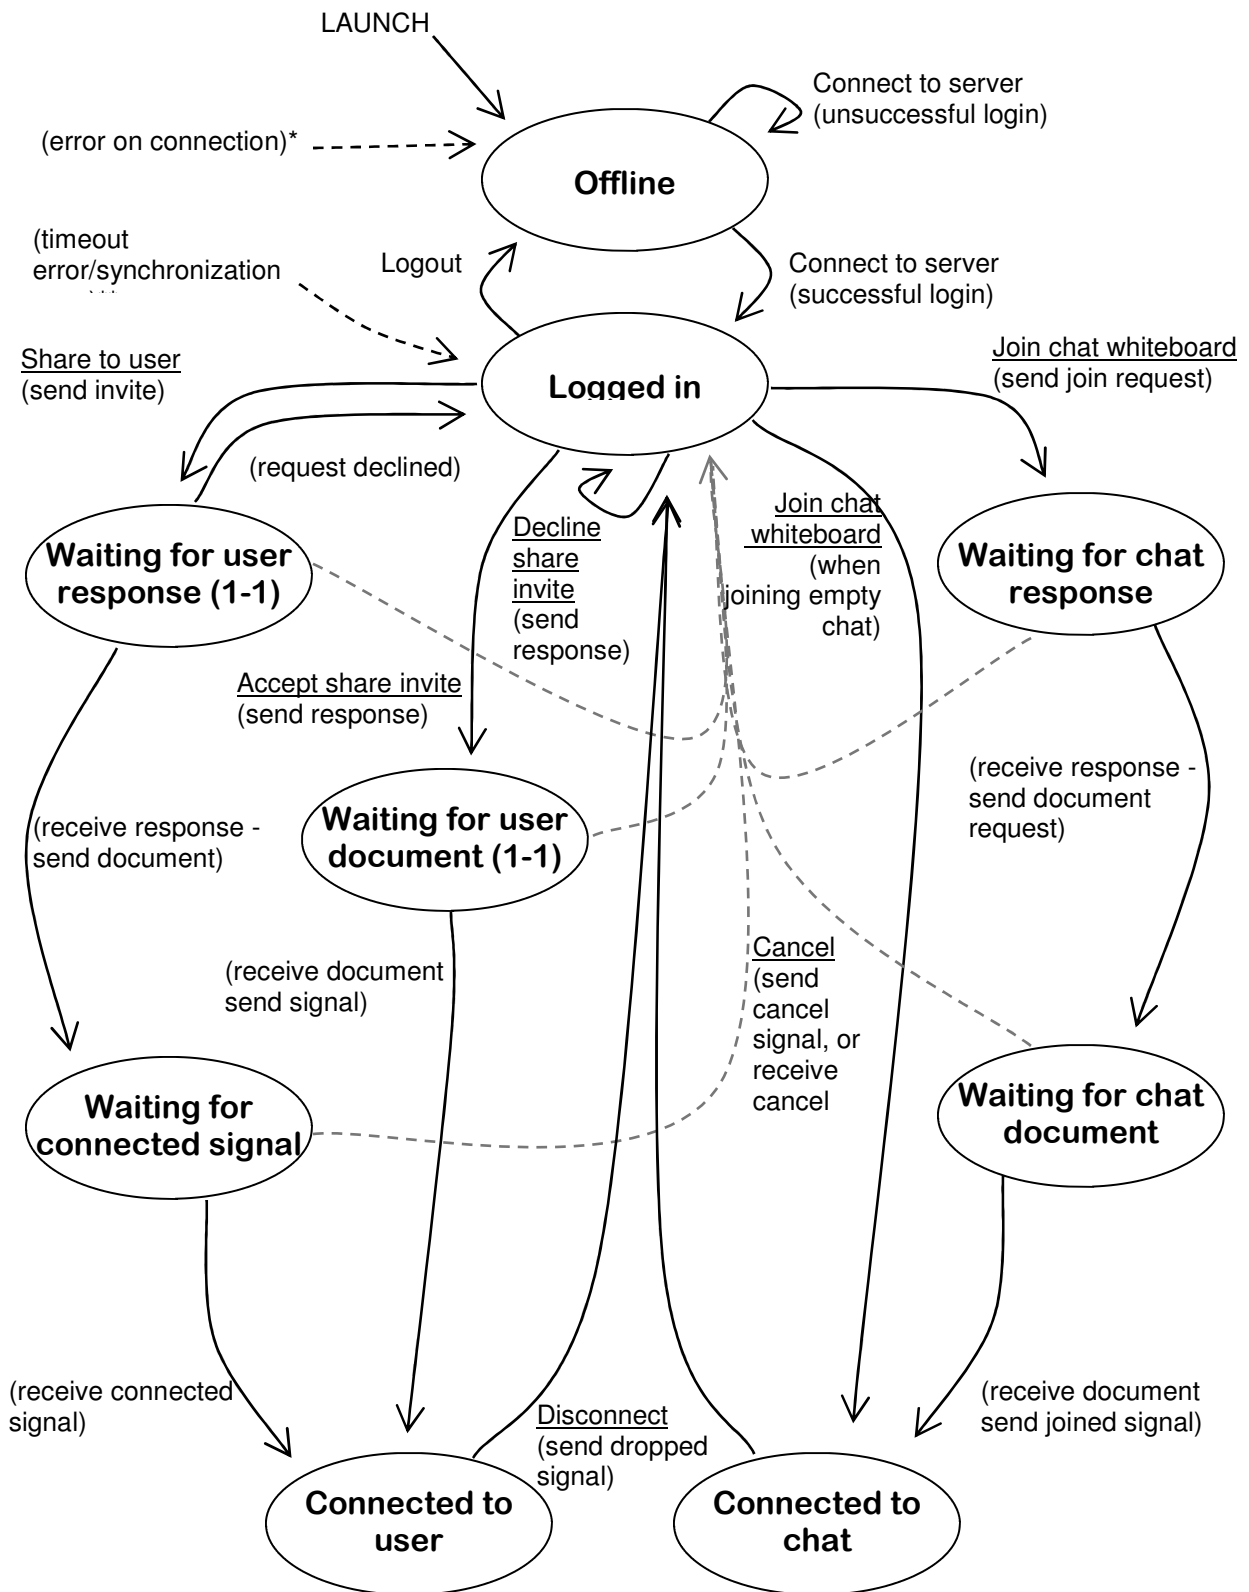 LAUNCH
Connect to server
(unsuccessful login)
(error on connection)*
Offline
(timeout
error/synchronization
Logout
Connect to server
(successful login)
Share to user
(send invite)
Logged in
Join chat whiteboard
(send join request)
(request declined)
Decline
share
invite
(send
response)
Join chat
whiteboard
(when
joining empty
chat)
Waiting for user
response (1-1)
Waiting for chat
response
Accept share invite
(send response)
(receive response -
send document)
Waiting for user
document (1-1)
(receive response -
send document
request)
(receive document
send signal)
Cancel
(send
cancel
signal, or
receive
cancel
Waiting for
connected signal
Waiting for chat
document
(receive connected
signal)
Disconnect
(send dropped
signal)
(receive document
send joined signal)
Connected to
user
Connected to
chat